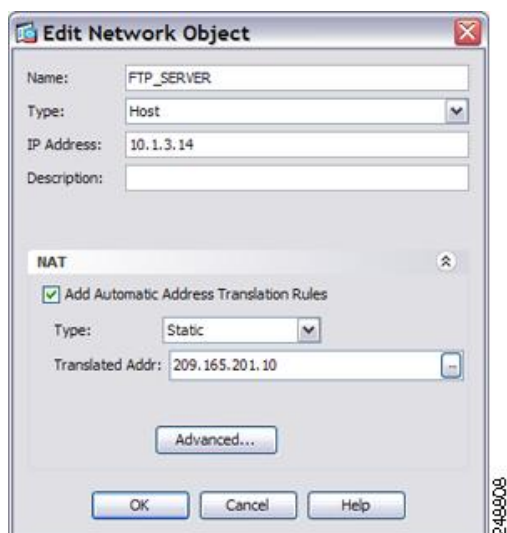 Edit Network Object
Name: FTP_SERVER
Type: Host
IP Address: 10.1.3.14
Description:
NAT
Add Automatic Address Translation Rules
Type: Static
Translated Addr: 209.165.201.10 ...
Advanced...
OK Cancel Help
248808